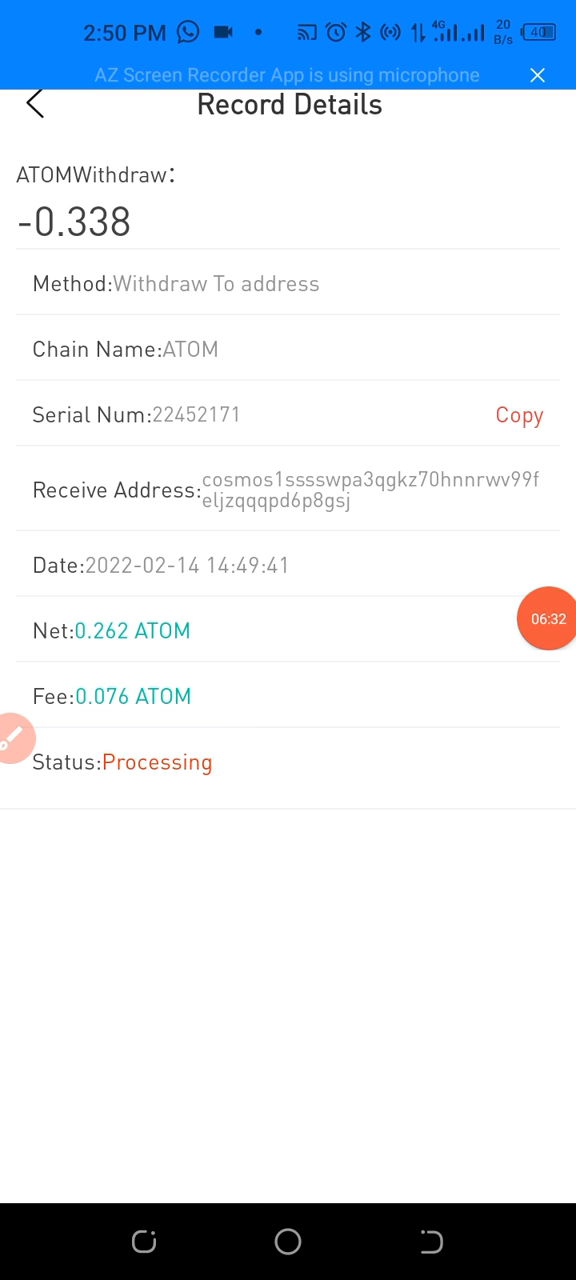 2:50 PM 4G 20 B/s 40
AZ Screen Recorder App is using microphone
Record Details
ATOMWithdraw:
-0.338
Method:Withdraw To address
Chain Name:ATOM
Serial Num:22452171 Copy
Receive Address:cosmos1sssswpa3qgkz70hnnrwv99f
eljzqqqpd6p8gsj
Date:2022-02-14 14:49:41
Net:0.262 ATOM
06:32
Fee:0.076 ATOM
Status:Processing